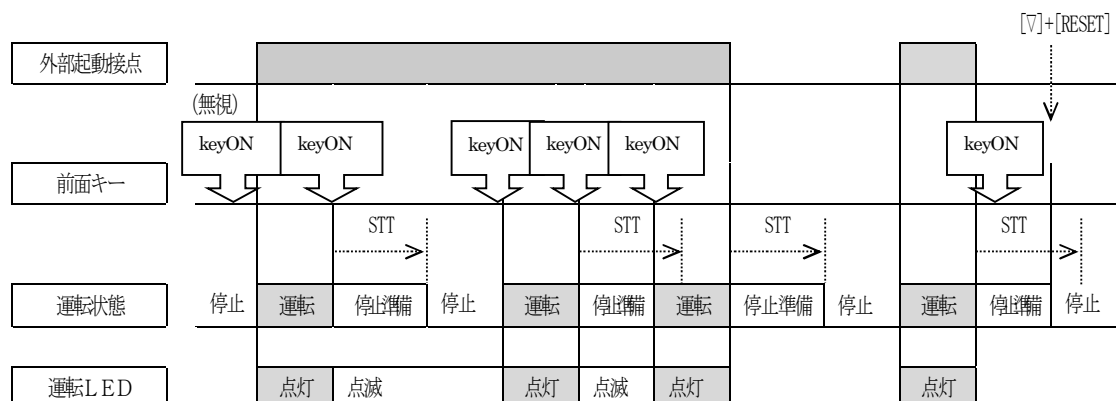 [▽]+[RESET]
外部起動接点
(無視)
keyON keyON keyON keyON keyON keyON
前面キー
STT STT STT STT
運転状態 停止 運転 停止準備 停止 運転 停止準備 運転 停止準備 停止 運転 停止準備 停止
運転LED 点灯 点滅 点灯 点滅 点灯 点灯